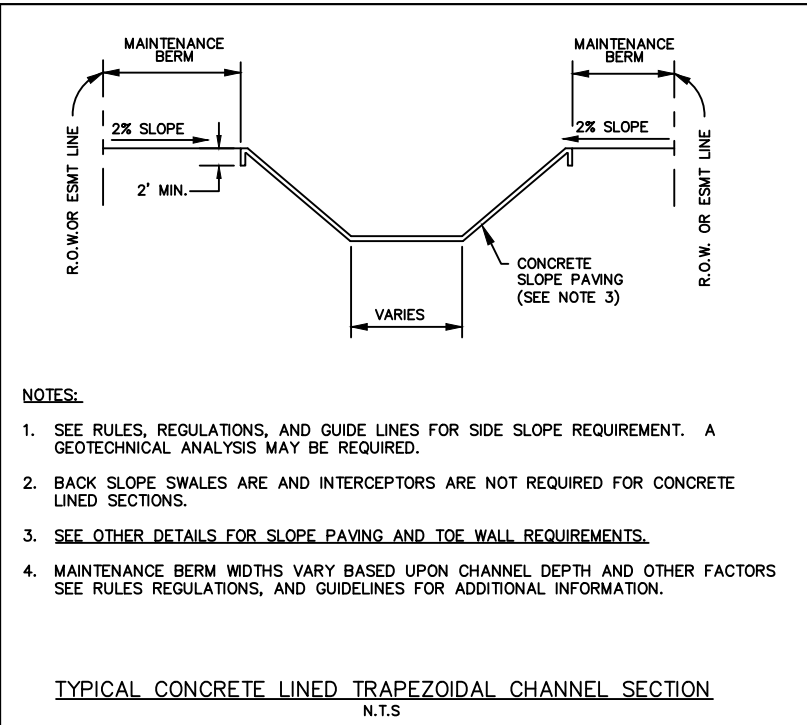 MAINTENANCE
BERM
MAINTENANCE
BERM
2% SLOPE
2% SLOPE
2' MIN.
R.O.W.OR ESMT LINE
R.O.W. OR ESMT LINE
CONCRETE
SLOPE PAVING
(SEE NOTE 3)
VARIES
NOTES:
1. SEE RULES, REGULATIONS, AND GUIDE LINES FOR SIDE SLOPE REQUIREMENT. A
GEOTECHNICAL ANALYSIS MAY BE REQUIRED.
2. BACK SLOPE SWALES ARE AND INTERCEPTORS ARE NOT REQUIRED FOR CONCRETE
LINED SECTIONS.
3. SEE OTHER DETAILS FOR SLOPE PAVING AND TOE WALL REQUIREMENTS.
4. MAINTENANCE BERM WIDTHS VARY BASED UPON CHANNEL DEPTH AND OTHER FACTORS
SEE RULES REGULATIONS, AND GUIDELINES FOR ADDITIONAL INFORMATION.
TYPICAL CONCRETE LINED TRAPEZOIDAL CHANNEL SECTION
N.T.S